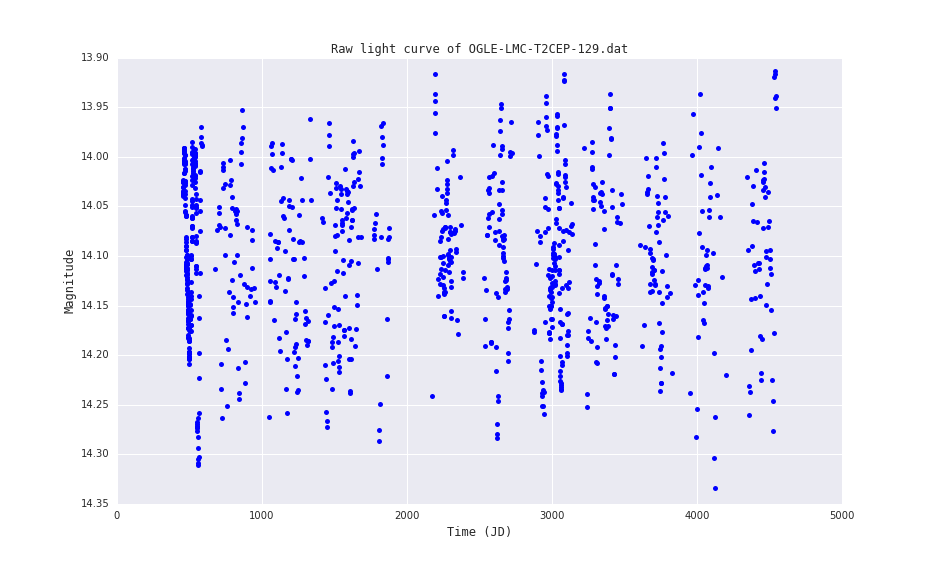 Raw light curve of OGLE-LMC-T2CEP-129.dat
13.90
13.95
14.00
14.05
14.10
14.15
14.20
14.25
14.30
14.35
Magnitude
0 1000 2000 3000 4000 5000
Time (JD)